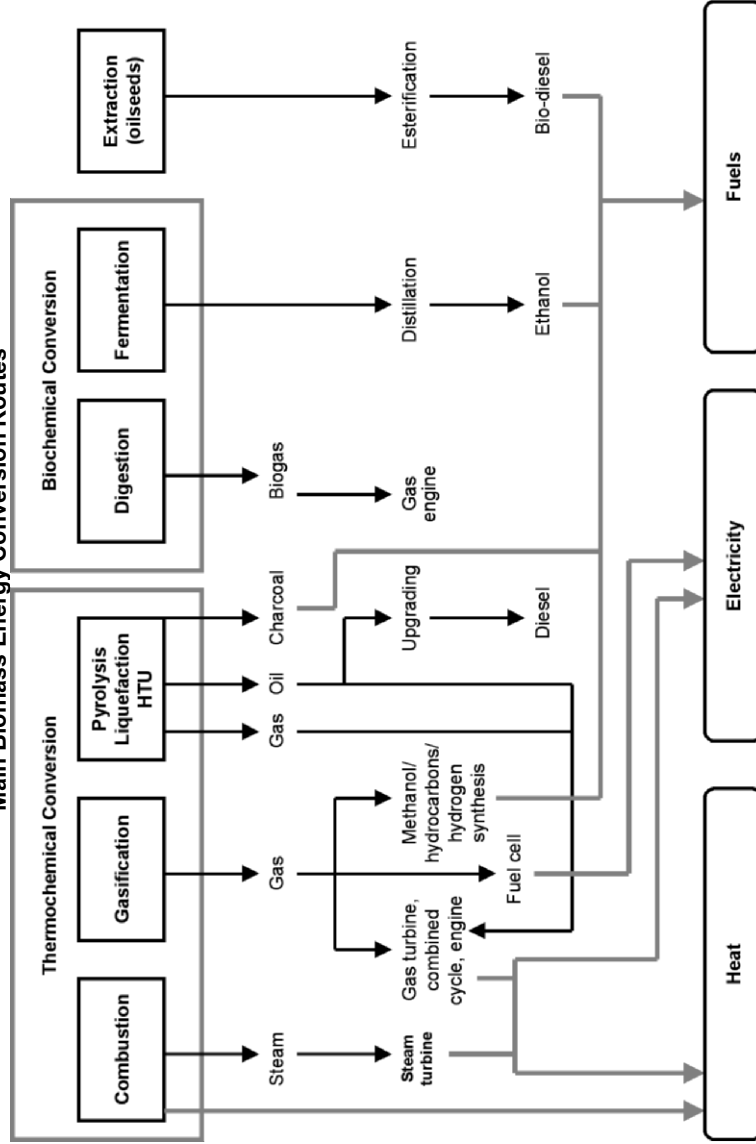 Main Biomass Energy Conversion Routes
Thermochemical Conversion
Biochemical Conversion
Combustion
Gasification
Pyrolysis
Liquefaction
HTU
Digestion
Fermentation
Extraction
(oilseeds)
Steam
Gas
Gas
Oil
Charcoal
Biogas
Steam
turbine
Gas turbine,
combined
cycle, engine
Methanol/
hydrocarbons/
hydrogen
synthesis
Upgrading
Gas
engine
Distillation
Esterification
Fuel cell
Diesel
Ethanol
Bio-diesel
Heat
Electricity
Fuels